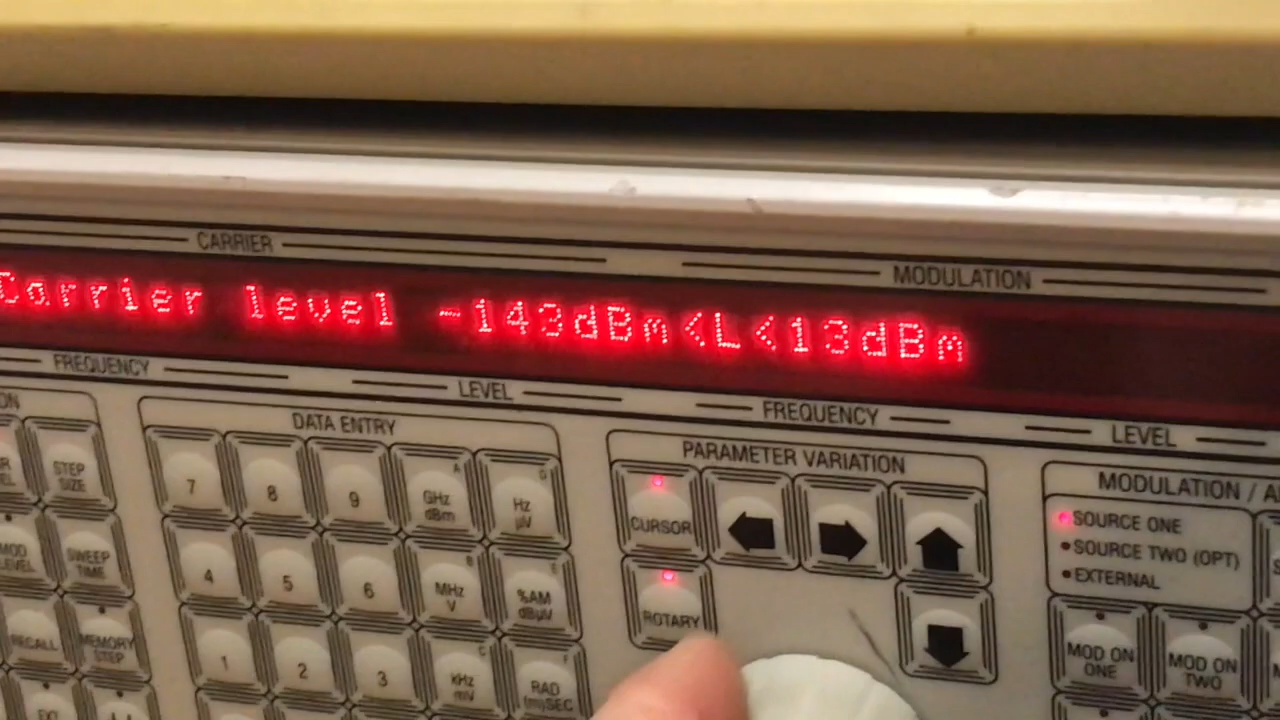 CARRIER
MODULATION
Carrier level -143dBm<L<13dBm
FREQUENCY
LEVEL
FREQUENCY
LEVEL
DATA ENTRY
PARAMETER VARIATION
MODULATION / A
STEP SIZE
7
8
9
A
GHz dBm
D
Hz µV
CURSOR
SOURCE ONE
SOURCE TWO (OPT)
EXTERNAL
MOD LEVEL
SWEEP TIME
4
5
6
B
MHz V
E
%AM dBµV
ROTARY
RECALL
MEMORY STEP
1
2
3
C
kHz mV
F
RAD (m)SEC
MOD ON ONE
MOD ON TWO